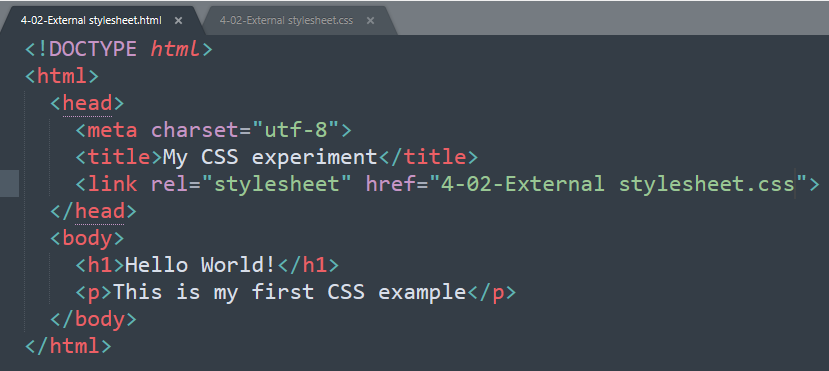 4-02-External stylesheet.html × 4-02-External stylesheet.css ×
<!DOCTYPE html>
<html>
<head>
<meta charset="utf-8">
<title>My CSS experiment</title>
<link rel="stylesheet" href="4-02-External stylesheet.css">
</head>
<body>
<h1>Hello World!</h1>
<p>This is my first CSS example</p>
</body>
</html>